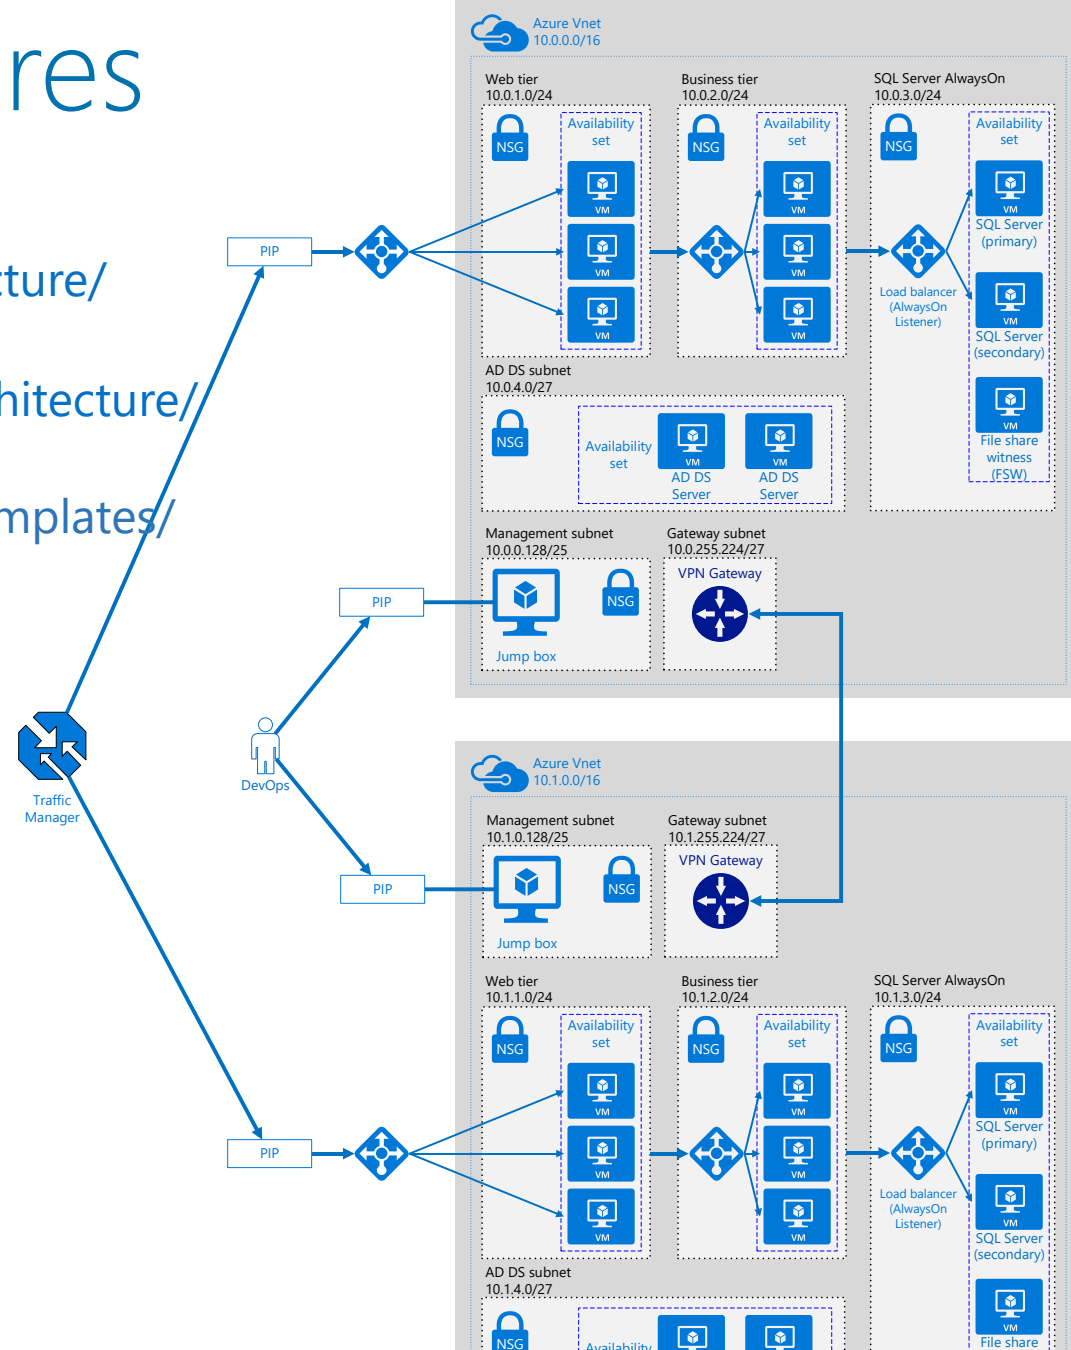 res
cture/
hitecture/
mplates/
Azure Vnet
10.0.0.0/16
Web tier
10.0.1.0/24
NSG
Availability
set
VM
VM
VM
Business tier
10.0.2.0/24
NSG
Availability
set
VM
VM
VM
SQL Server AlwaysOn
10.0.3.0/24
NSG
Availability
set
VM
SQL Server
(primary)
Load balancer
(AlwaysOn
Listener)
VM
SQL Server
(secondary)
VM
File share
witness
(FSW)
PIP
AD DS subnet
10.0.4.0/27
NSG
Availability
set
VM
AD DS
Server
VM
AD DS
Server
Management subnet
10.0.0.128/25
NSG
Jump box
Gateway subnet
10.0.255.224/27
VPN Gateway
PIP
Traffic
Manager
DevOps
Azure Vnet
10.1.0.0/16
Management subnet
10.1.0.128/25
NSG
Jump box
Gateway subnet
10.1.255.224/27
VPN Gateway
PIP
Web tier
10.1.1.0/24
NSG
Availability
set
VM
VM
VM
Business tier
10.1.2.0/24
NSG
Availability
set
VM
VM
VM
SQL Server AlwaysOn
10.1.3.0/24
NSG
Availability
set
VM
SQL Server
(primary)
Load balancer
(AlwaysOn
Listener)
VM
SQL Server
(secondary)
VM
File share
PIP
AD DS subnet
10.1.4.0/27
NSG
Availability